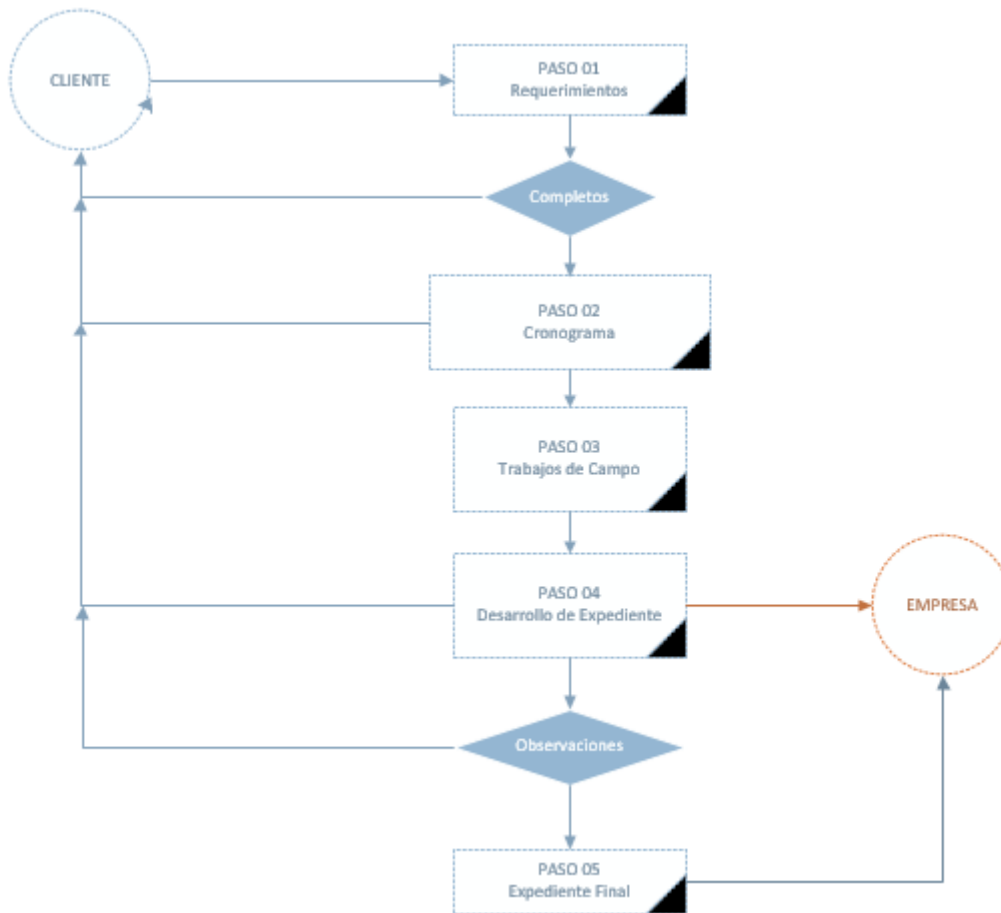 CLIENTE
PASO 01
Requerimientos
Completos
PASO 02
Cronograma
PASO 03
Trabajos de Campo
PASO 04
Desarrollo de Expediente
EMPRESA
Observaciones
PASO 05
Expediente Final